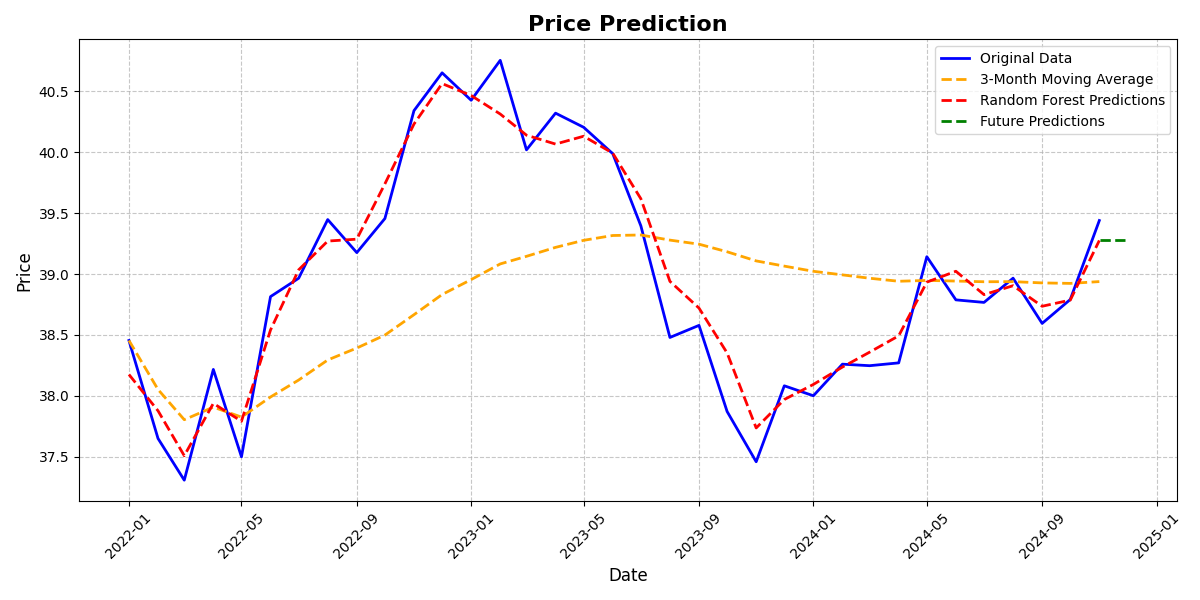 Price Prediction
Original Data
3-Month Moving Average
Random Forest Predictions
Future Predictions
Price
40.5
40.0
39.5
39.0
38.5
38.0
37.5
2022-01
2022-05
2022-09
2023-01
2023-05
2023-09
2024-01
2024-05
2024-09
2025-01
Date